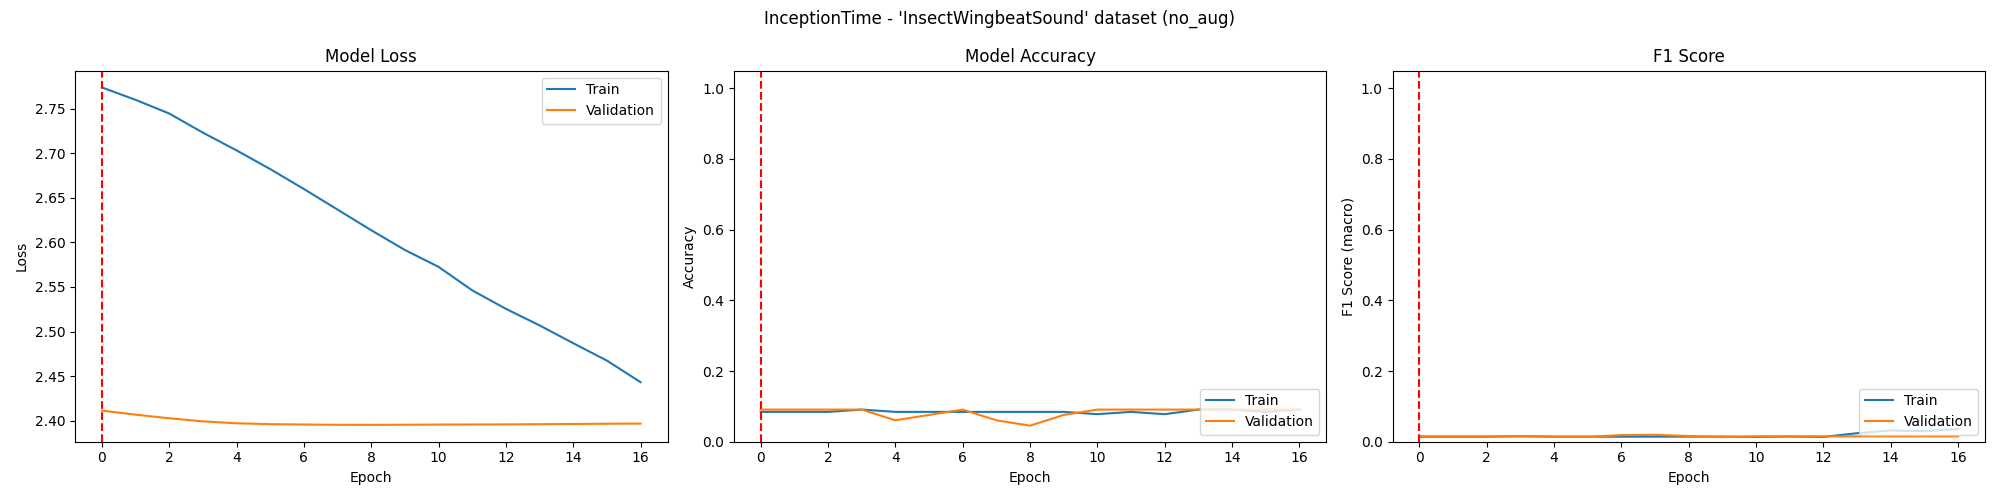 InceptionTime - 'InsectWingbeatSound' dataset (no_aug)
Model Loss
Loss
2.75
2.70
2.65
2.60
2.55
2.50
2.45
2.40
0 2 4 6 8 10 12 14 16
Epoch
Train
Validation
Model Accuracy
Accuracy
1.0
0.8
0.6
0.4
0.2
0.0
0 2 4 6 8 10 12 14 16
Epoch
Train
Validation
F1 Score
F1 Score (macro)
1.0
0.8
0.6
0.4
0.2
0.0
0 2 4 6 8 10 12 14 16
Epoch
Train
Validation